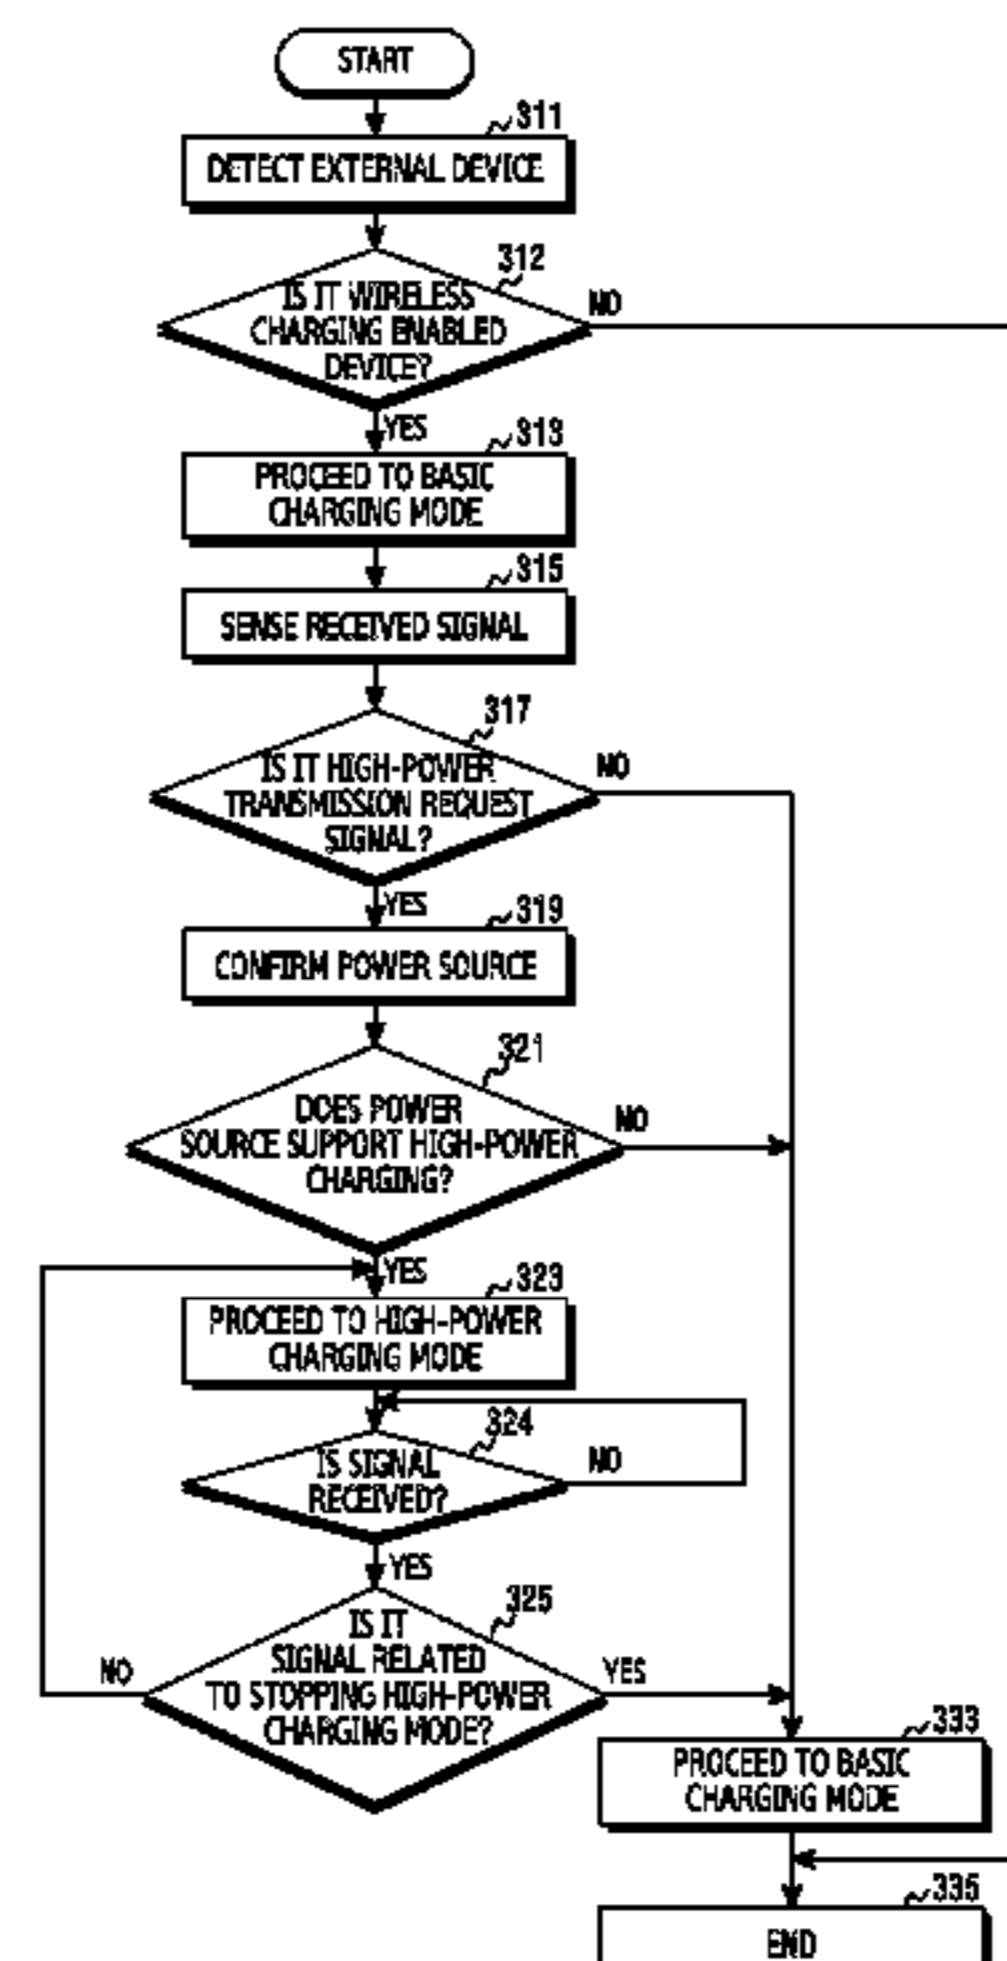 START
311
DETECT EXTERNAL DEVICE
312
IS IT WIRELESS
CHARGING ENABLED
DEVICE?
NO
YES
313
PROCEED TO BASIC
CHARGING MODE
315
SENSE RECEIVED SIGNAL
317
IS IT HIGH-POWER
TRANSMISSION REQUEST
SIGNAL?
NO
YES
319
CONFIRM POWER SOURCE
321
DOES POWER
SOURCE SUPPORT HIGH-POWER
CHARGING?
NO
YES
323
PROCEED TO HIGH-POWER
CHARGING MODE
324
IS SIGNAL
RECEIVED?
NO
YES
325
IS IT
SIGNAL RELATED
TO STOPPING HIGH-POWER
CHARGING MODE?
NO
YES
333
PROCEED TO BASIC
CHARGING MODE
335
END